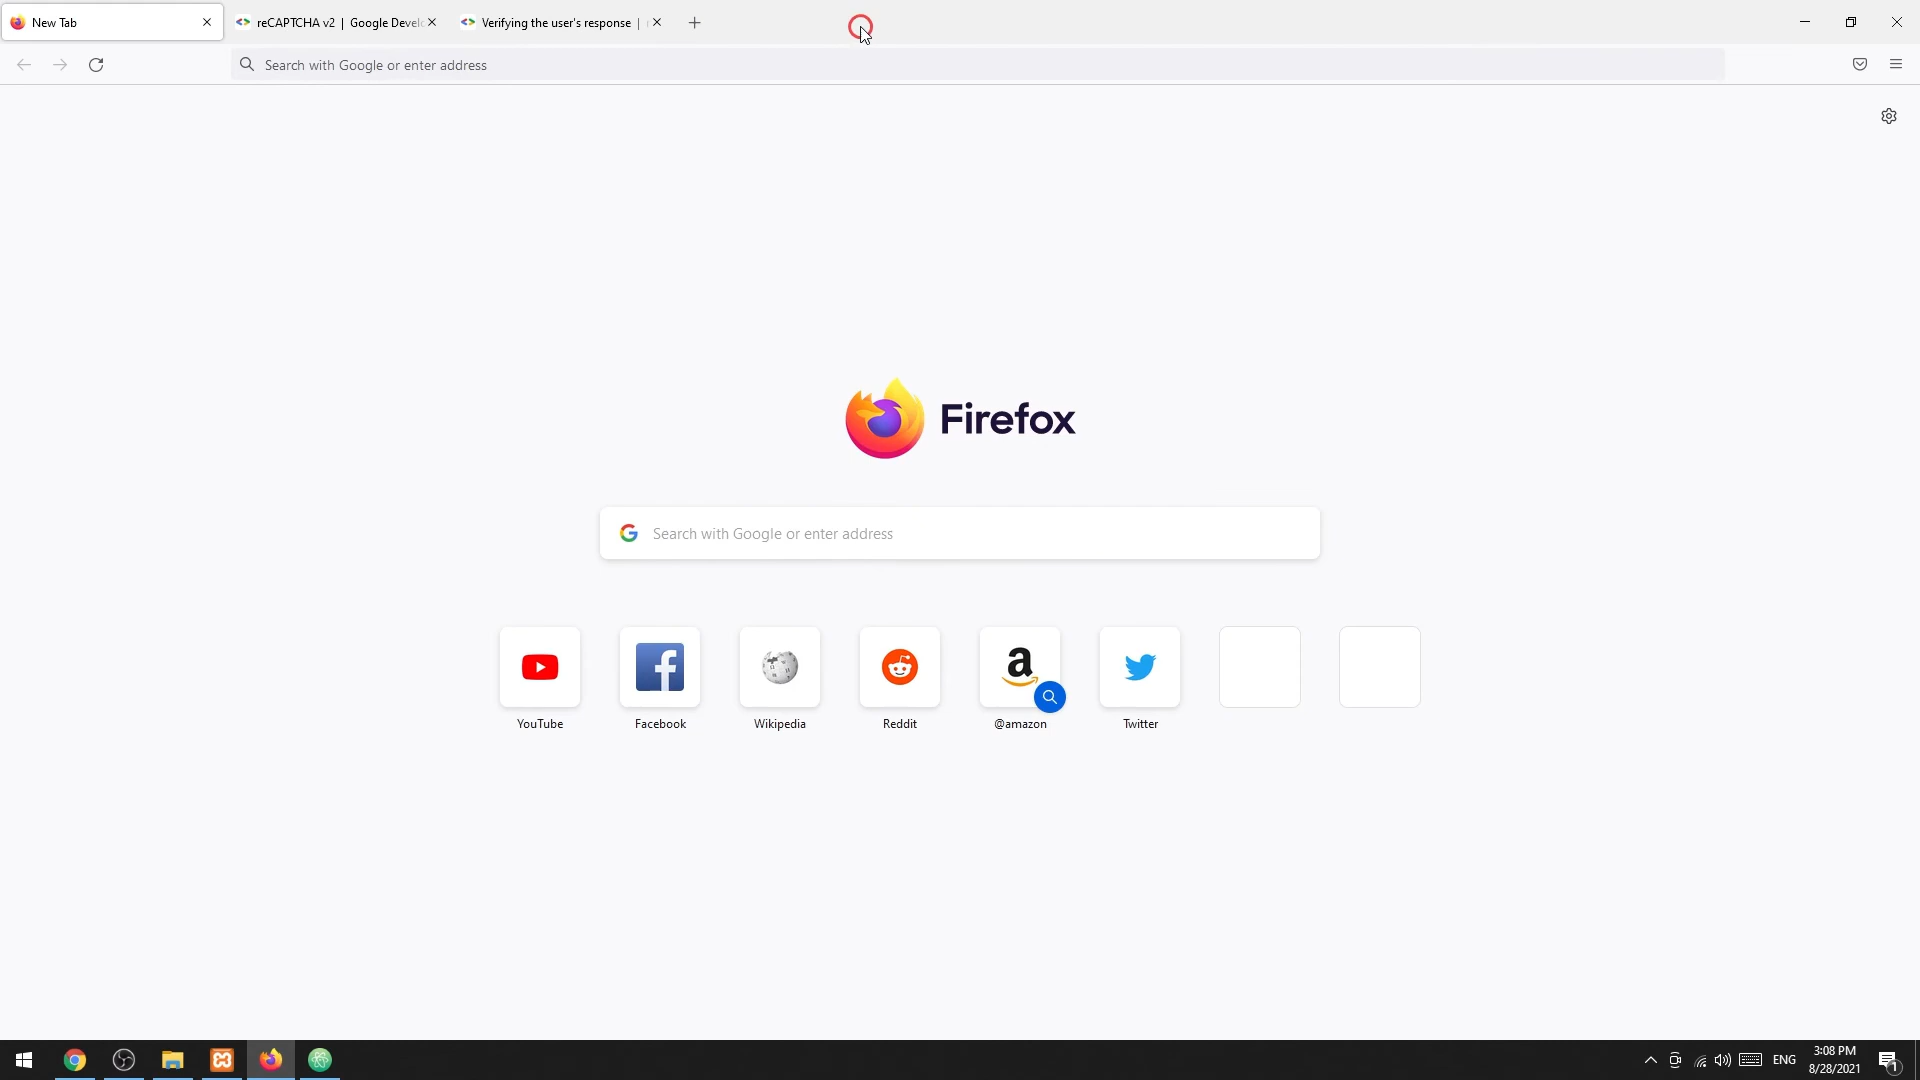 New Tab
reCAPTCHA v2 | Google Devel
Verifying the user's response |
Search with Google or enter address
Firefox
Search with Google or enter address
YouTube
Facebook
Wikipedia
Reddit
@amazon
Twitter
ENG
3:08 PM
8/28/2021
1